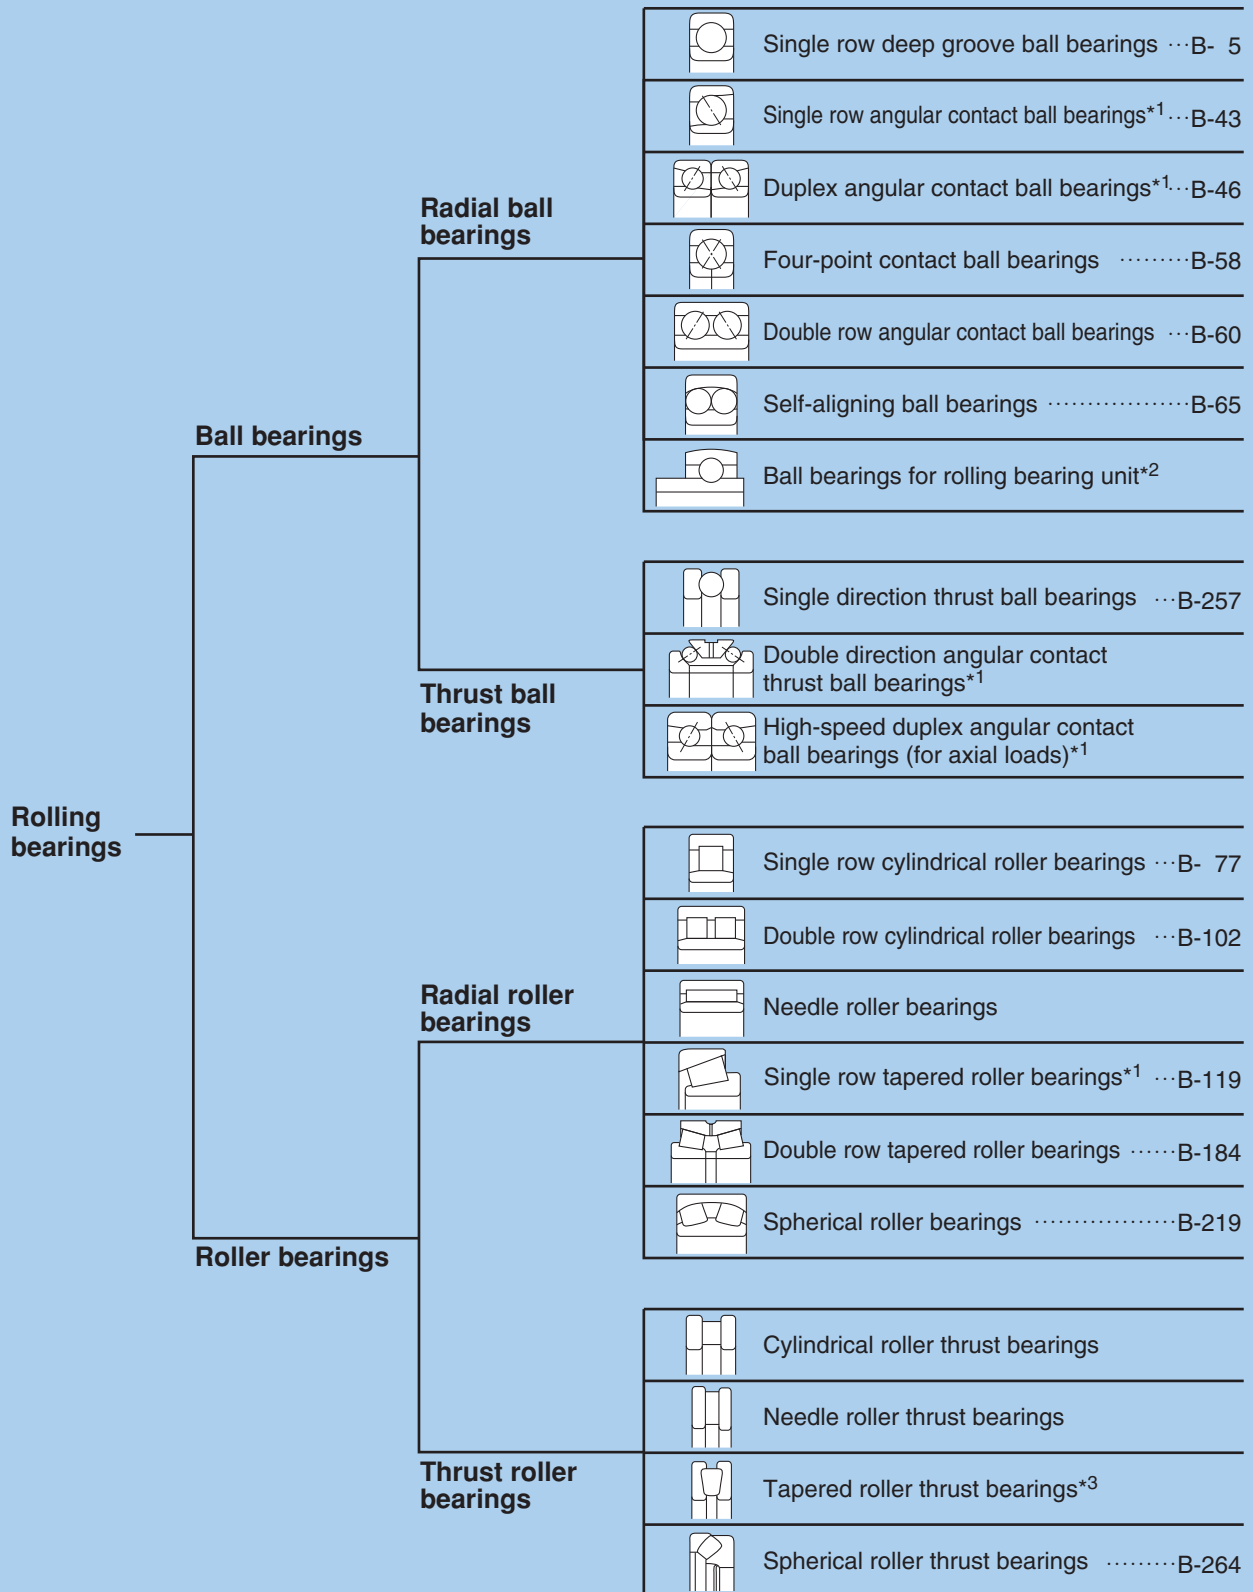 Rolling
bearings
Ball bearings
Radial ball
bearings
Single row deep groove ball bearings ···B- 5
Single row angular contact ball bearings*1 ···B-43
Duplex angular contact ball bearings*1···B-46
Four-point contact ball bearings ·········B-58
Double row angular contact ball bearings ···B-60
Self-aligning ball bearings ··················B-65
Ball bearings for rolling bearing unit*2
Thrust ball
bearings
Single direction thrust ball bearings ···B-257
Double direction angular contact
thrust ball bearings*1
High-speed duplex angular contact
ball bearings (for axial loads)*1
Roller bearings
Radial roller
bearings
Single row cylindrical roller bearings ···B- 77
Double row cylindrical roller bearings ···B-102
Needle roller bearings
Single row tapered roller bearings*1 ···B-119
Double row tapered roller bearings ······B-184
Spherical roller bearings ··················B-219
Thrust roller
bearings
Cylindrical roller thrust bearings
Needle roller thrust bearings
Tapered roller thrust bearings*3
Spherical roller thrust bearings ·········B-264